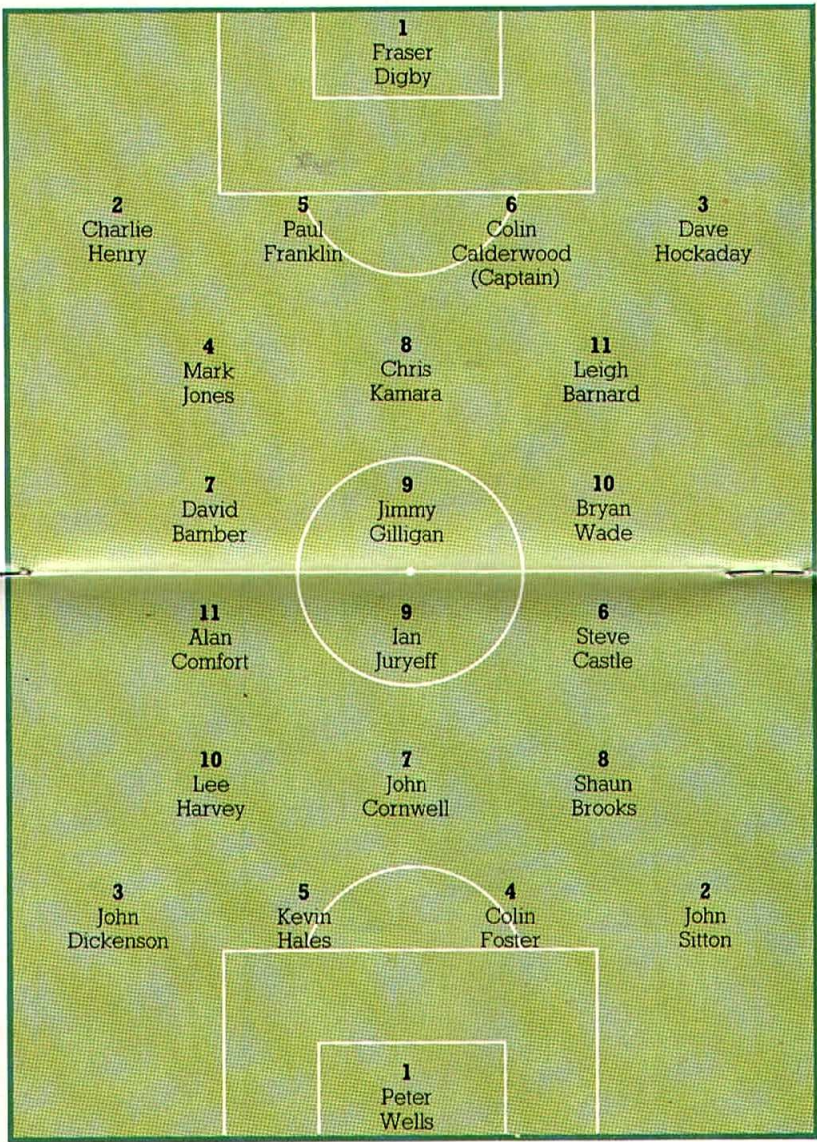 1
Fraser
Digby
2
Charlie
Henry
5
Paul
Franklin
6
Colin
Calderwood
(Captain)
3
Dave
Hockaday
4
Mark
Jones
8
Chris
Kamara
11
Leigh
Barnard
7
David
Bamber
9
Jimmy
Gilligan
10
Bryan
Wade
11
Alan
Comfort
9
Ian
Juryeff
6
Steve
Castle
10
Lee
Harvey
7
John
Cornwell
8
Shaun
Brooks
3
John
Dickenson
5
Kevin
Hales
4
Colin
Foster
2
John
Sitton
1
Peter
Wells